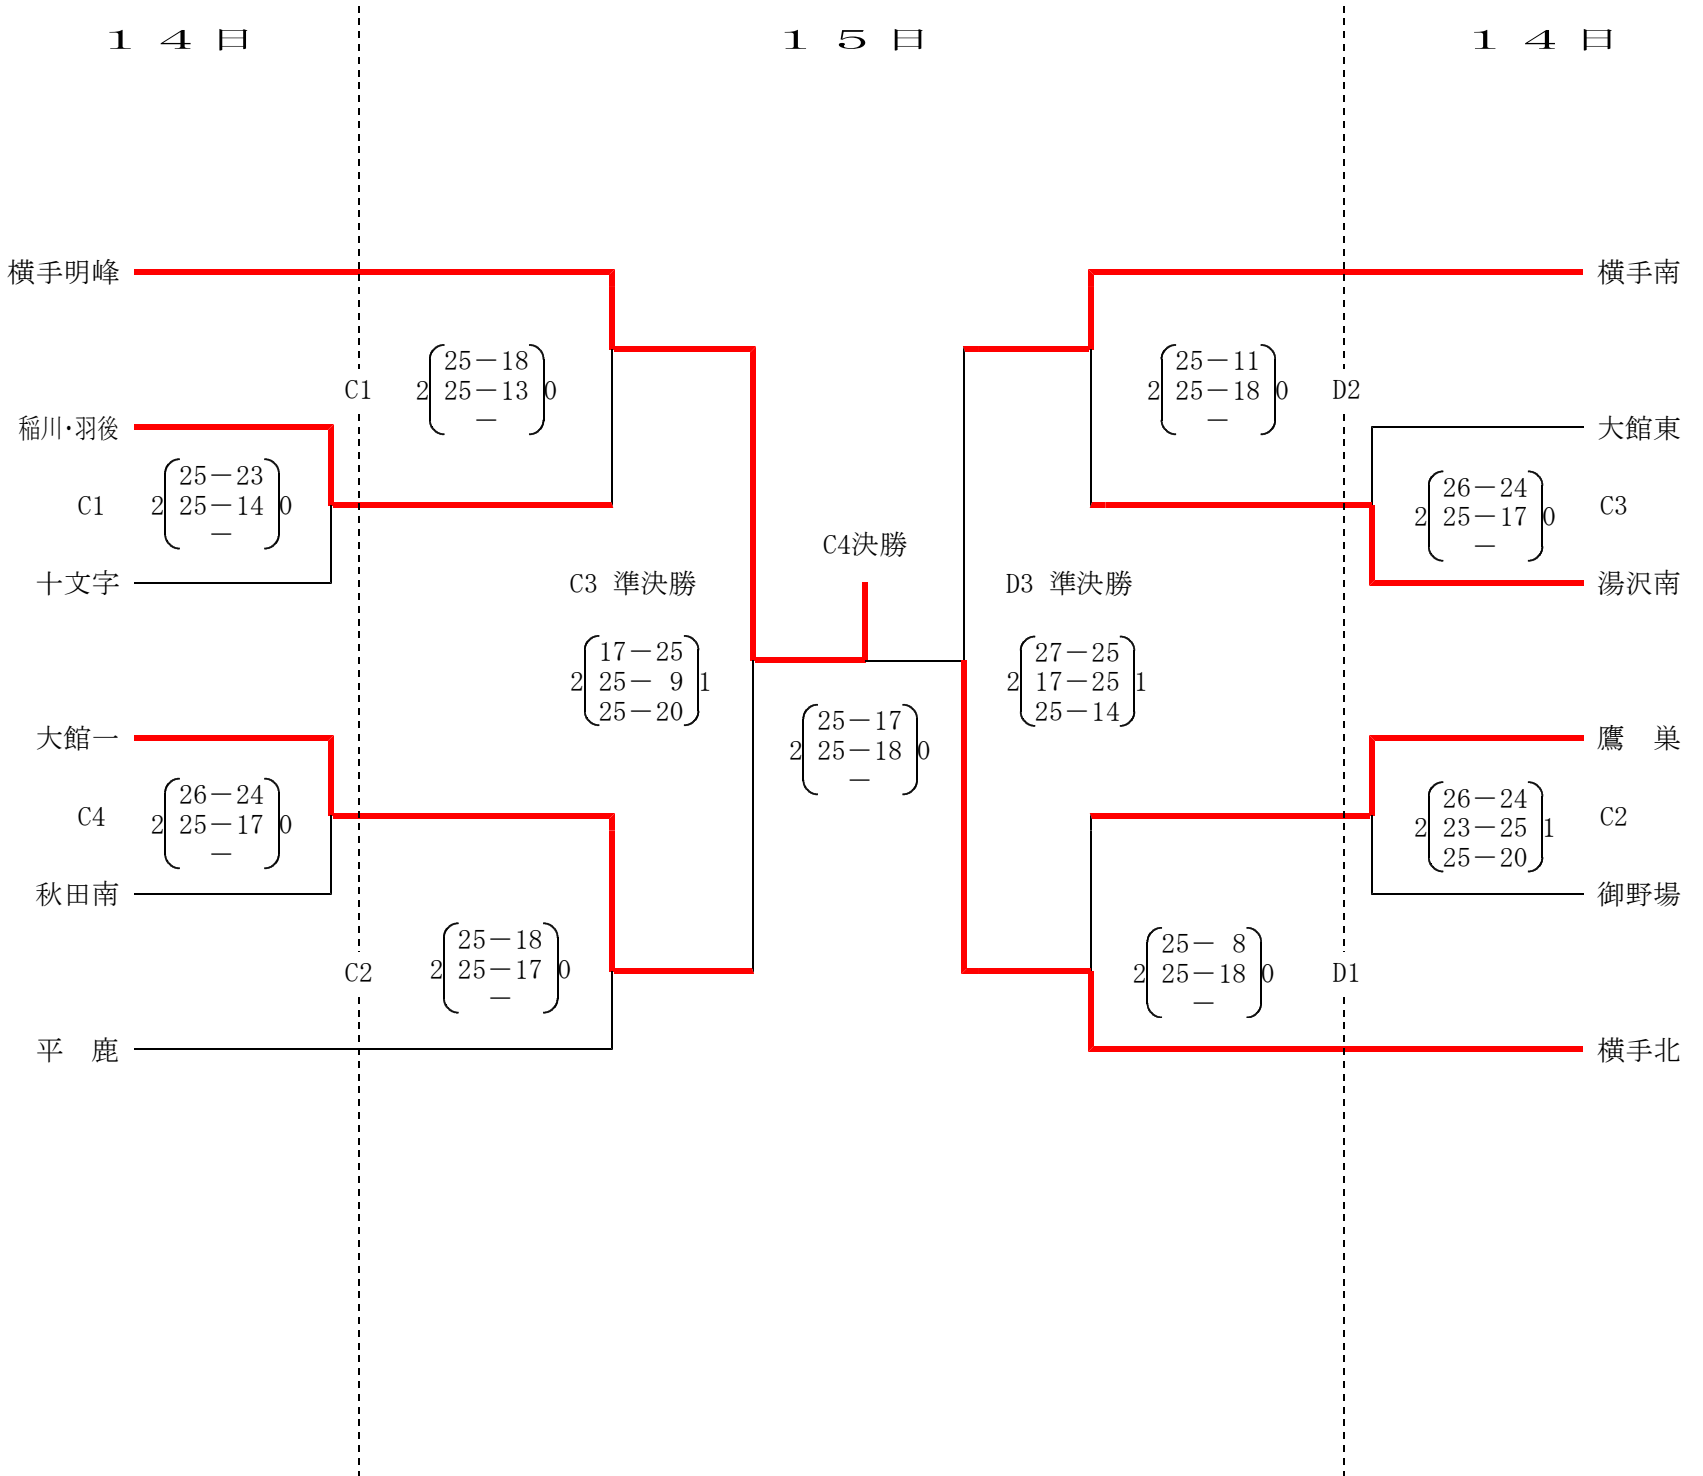 １４日
１５日
１４日
横手明峰
横手南
C1
2 25－18 0
25－13
－
2 25－11 0
25－18
－
D2
稲川・羽後
大館東
C1
2 25－23 0
25－14
－
2 26－24 0
25－17
－
C3
十文字
湯沢南
C4決勝
C3 準決勝
D3 準決勝
2 17－25 1
25－ 9
25－20
2 27－25 1
17－25
25－14
2 25－17 0
25－18
－
大館一
鷹　巣
C4
2 26－24 0
25－17
－
2 26－24 1
23－25
25－20
C2
秋田南
御野場
C2
2 25－18 0
25－17
－
2 25－ 8 0
25－18
－
D1
平　鹿
横手北